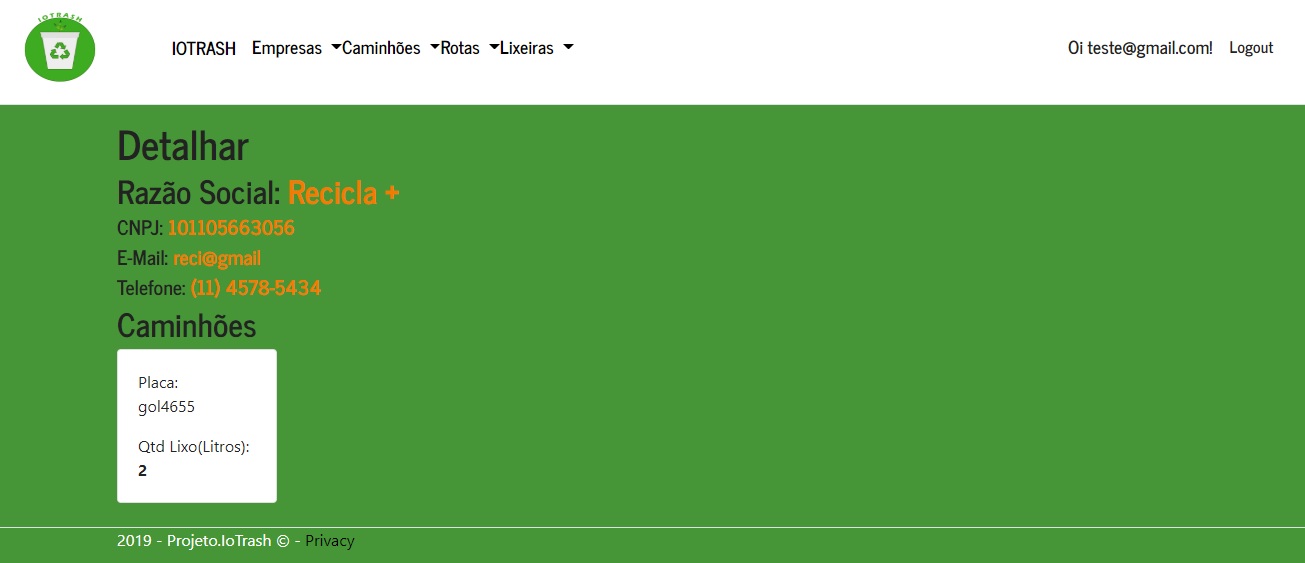 IOTRASH
IOTRASH Empresas Caminhões Rotas Lixeiras Oi teste@gmail.com! Logout
Detalhar
Razão Social: Recicla +
CNPJ: 101105663056
E-Mail: reci@gmail
Telefone: (11) 4578-5434
Caminhões
Placa:
gol4655
Qtd Lixo(Litros):
2
2019 - Projeto.IoTrash © - Privacy